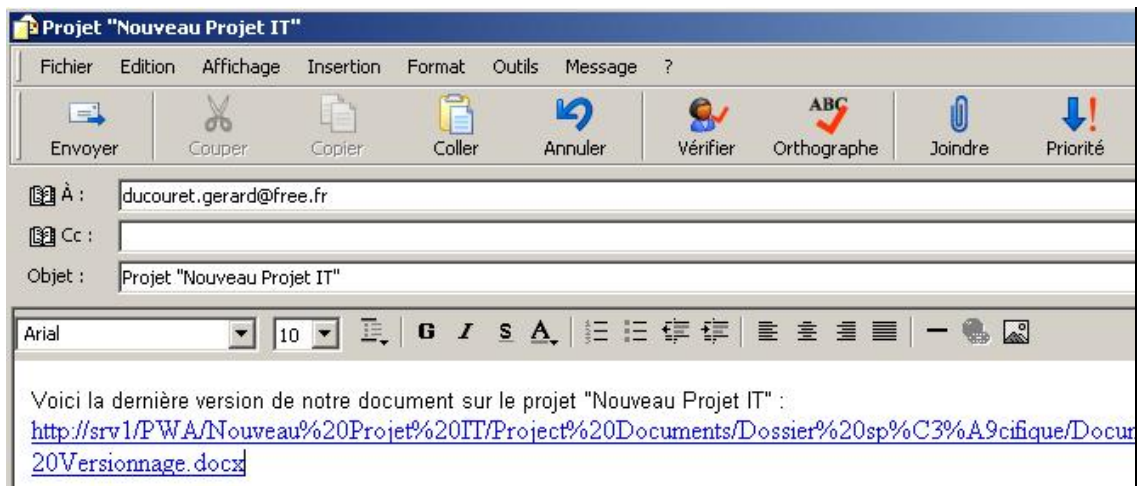 Projet "Nouveau Projet IT"
Fichier Edition Affichage Insertion Format Outils Message ?
ABC
Envoyer Couper Copier Coller Annuler Vérifier Orthographe Joindre Priorité
À : ducouret.gerard@free.fr
Cc :
Objet : Projet "Nouveau Projet IT"
Arial 10 G I S A
Voici la dernière version de notre document sur le projet "Nouveau Projet IT" :
http://srv1/PWA/Nouveau%20Projet%20IT/Project%20Documents/Dossier%20sp%C3%A9cifique/Docum
20Versionnage.docx